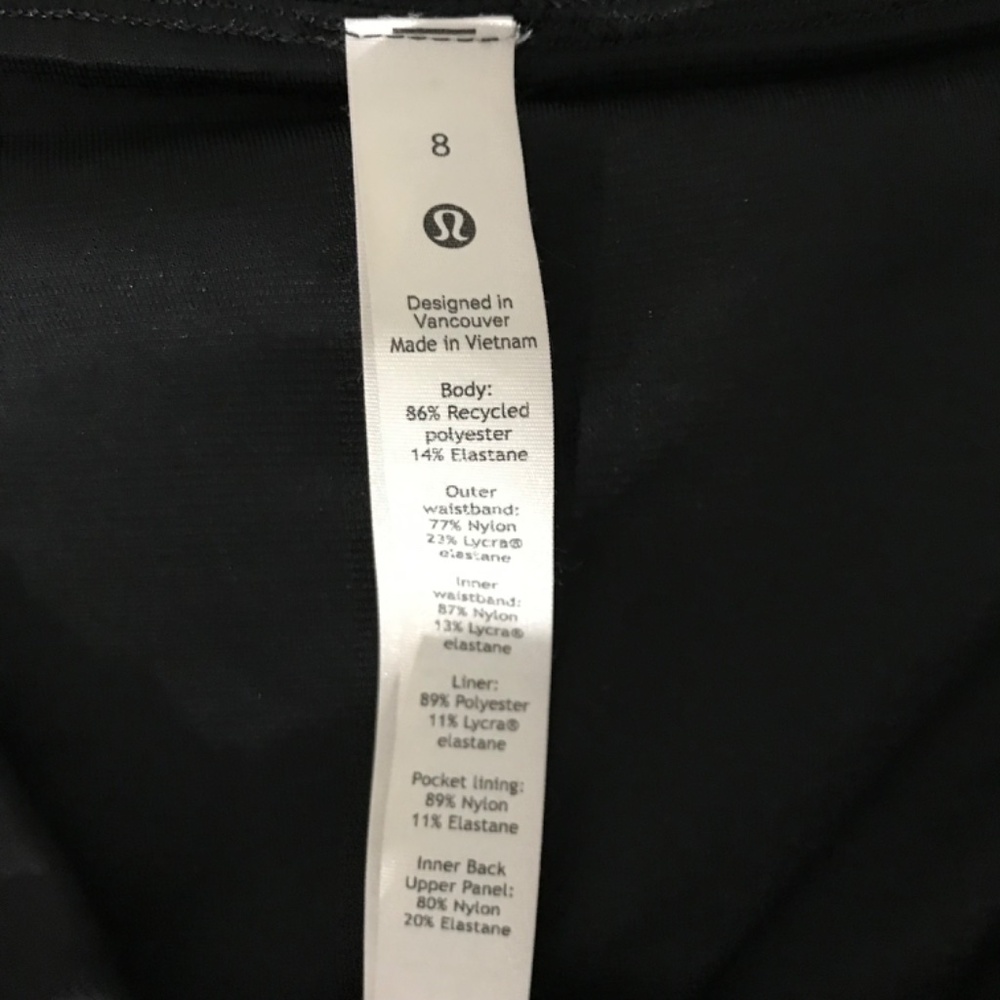 8
Designed in
Vancouver
Made in Vietnam
Body:
86% Recycled
polyester
14% Elastane
Outer
waistband:
77% Nylon
23% Lycra®
elastane
Inner
waistband:
87% Nylon
13% Lycra®
elastane
Liner:
89% Polyester
11% Lycra®
elastane
Pocket lining:
89% Nylon
11% Elastane
Inner Back
Upper Panel:
80% Nylon
20% Elastane